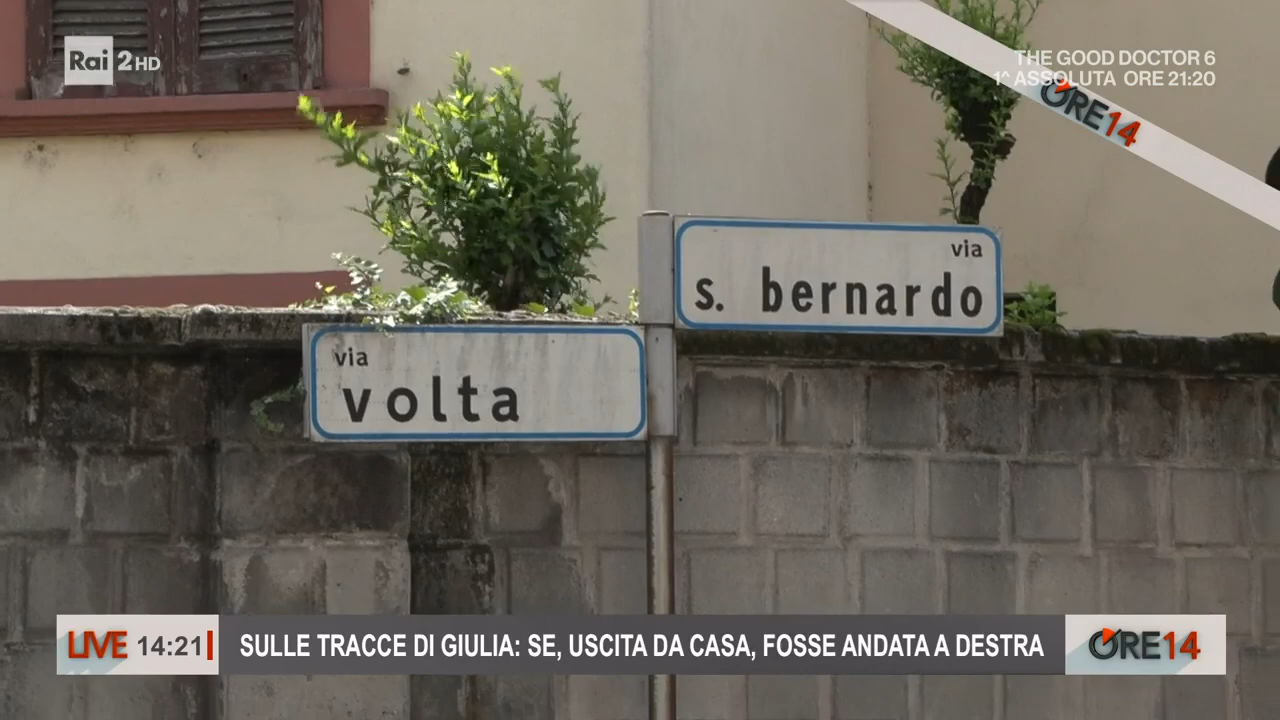 Rai 2HD
THE GOOD DOCTOR 6
1^ ASSOLUTA ORE 21:20
ORE14
via
s. bernardo
via
volta
LIVE 14:21
SULLE TRACCE DI GIULIA: SE, USCITA DA CASA, FOSSE ANDATA A DESTRA
ORE14